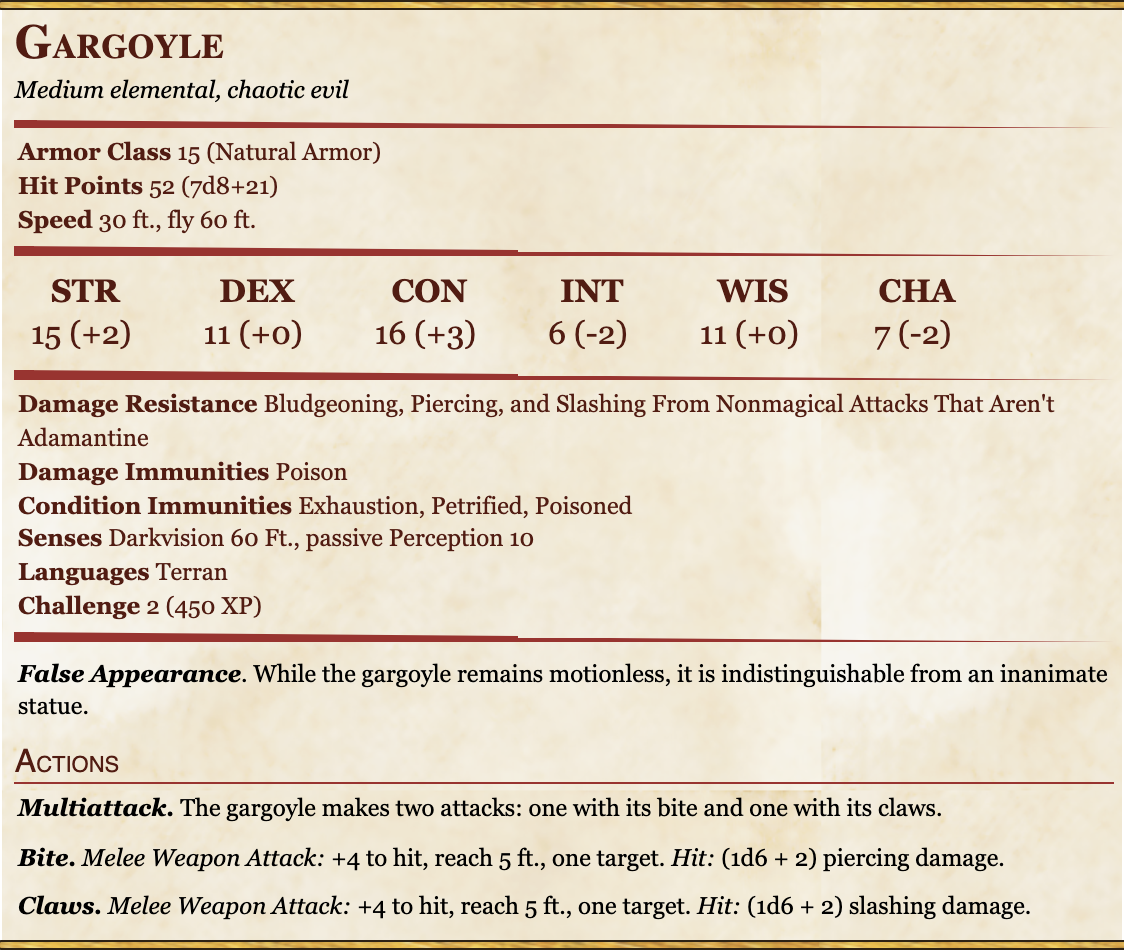 Gargoyle
Medium elemental, chaotic evil
Armor Class 15 (Natural Armor)
Hit Points 52 (7d8+21)
Speed 30 ft., fly 60 ft.
STR DEX CON INT WIS CHA
15 (+2) 11 (+0) 16 (+3) 6 (-2) 11 (+0) 7 (-2)
Damage Resistance Bludgeoning, Piercing, and Slashing From Nonmagical Attacks That Aren't
Adamantine
Damage Immunities Poison
Condition Immunities Exhaustion, Petrified, Poisoned
Senses Darkvision 60 Ft., passive Perception 10
Languages Terran
Challenge 2 (450 XP)
False Appearance. While the gargoyle remains motionless, it is indistinguishable from an inanimate
statue.
Actions
Multiattack. The gargoyle makes two attacks: one with its bite and one with its claws.
Bite. Melee Weapon Attack: +4 to hit, reach 5 ft., one target. Hit: (1d6 + 2) piercing damage.
Claws. Melee Weapon Attack: +4 to hit, reach 5 ft., one target. Hit: (1d6 + 2) slashing damage.